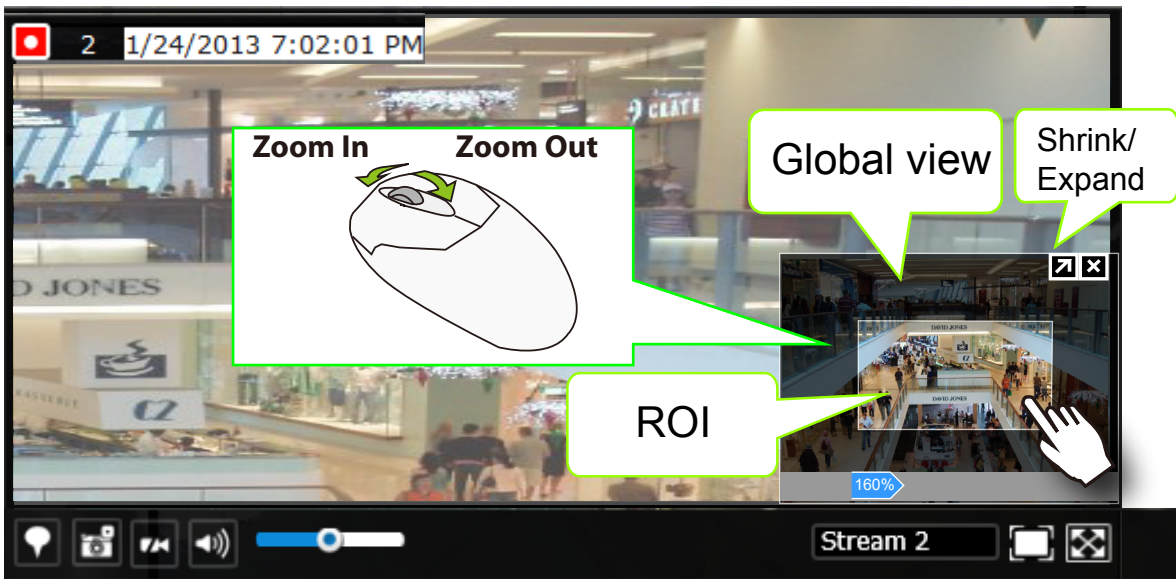 2 1/24/2013 7:02:01 PM
CRATE
Zoom In Zoom Out
Global view
Shrink/
Expand
D JONES
DAVID JONES
DAVID JONES
ROI
160%
Stream 2